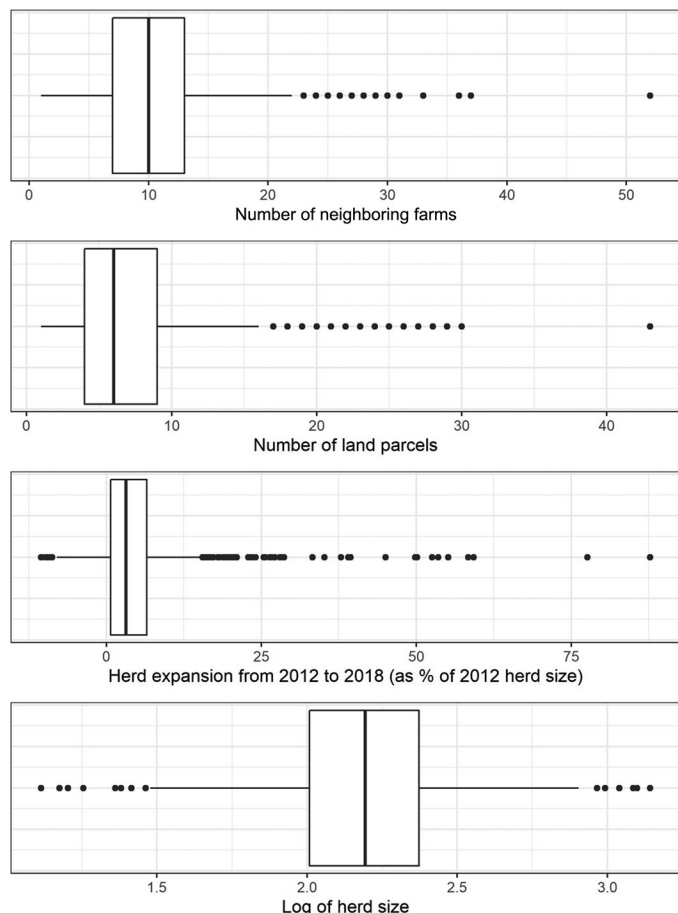 0 10 20 30 40 50
Number of neighboring farms
0 10 20 30 40
Number of land parcels
0 25 50 75
Herd expansion from 2012 to 2018 (as % of 2012 herd size)
1.5 2.0 2.5 3.0
Log of herd size